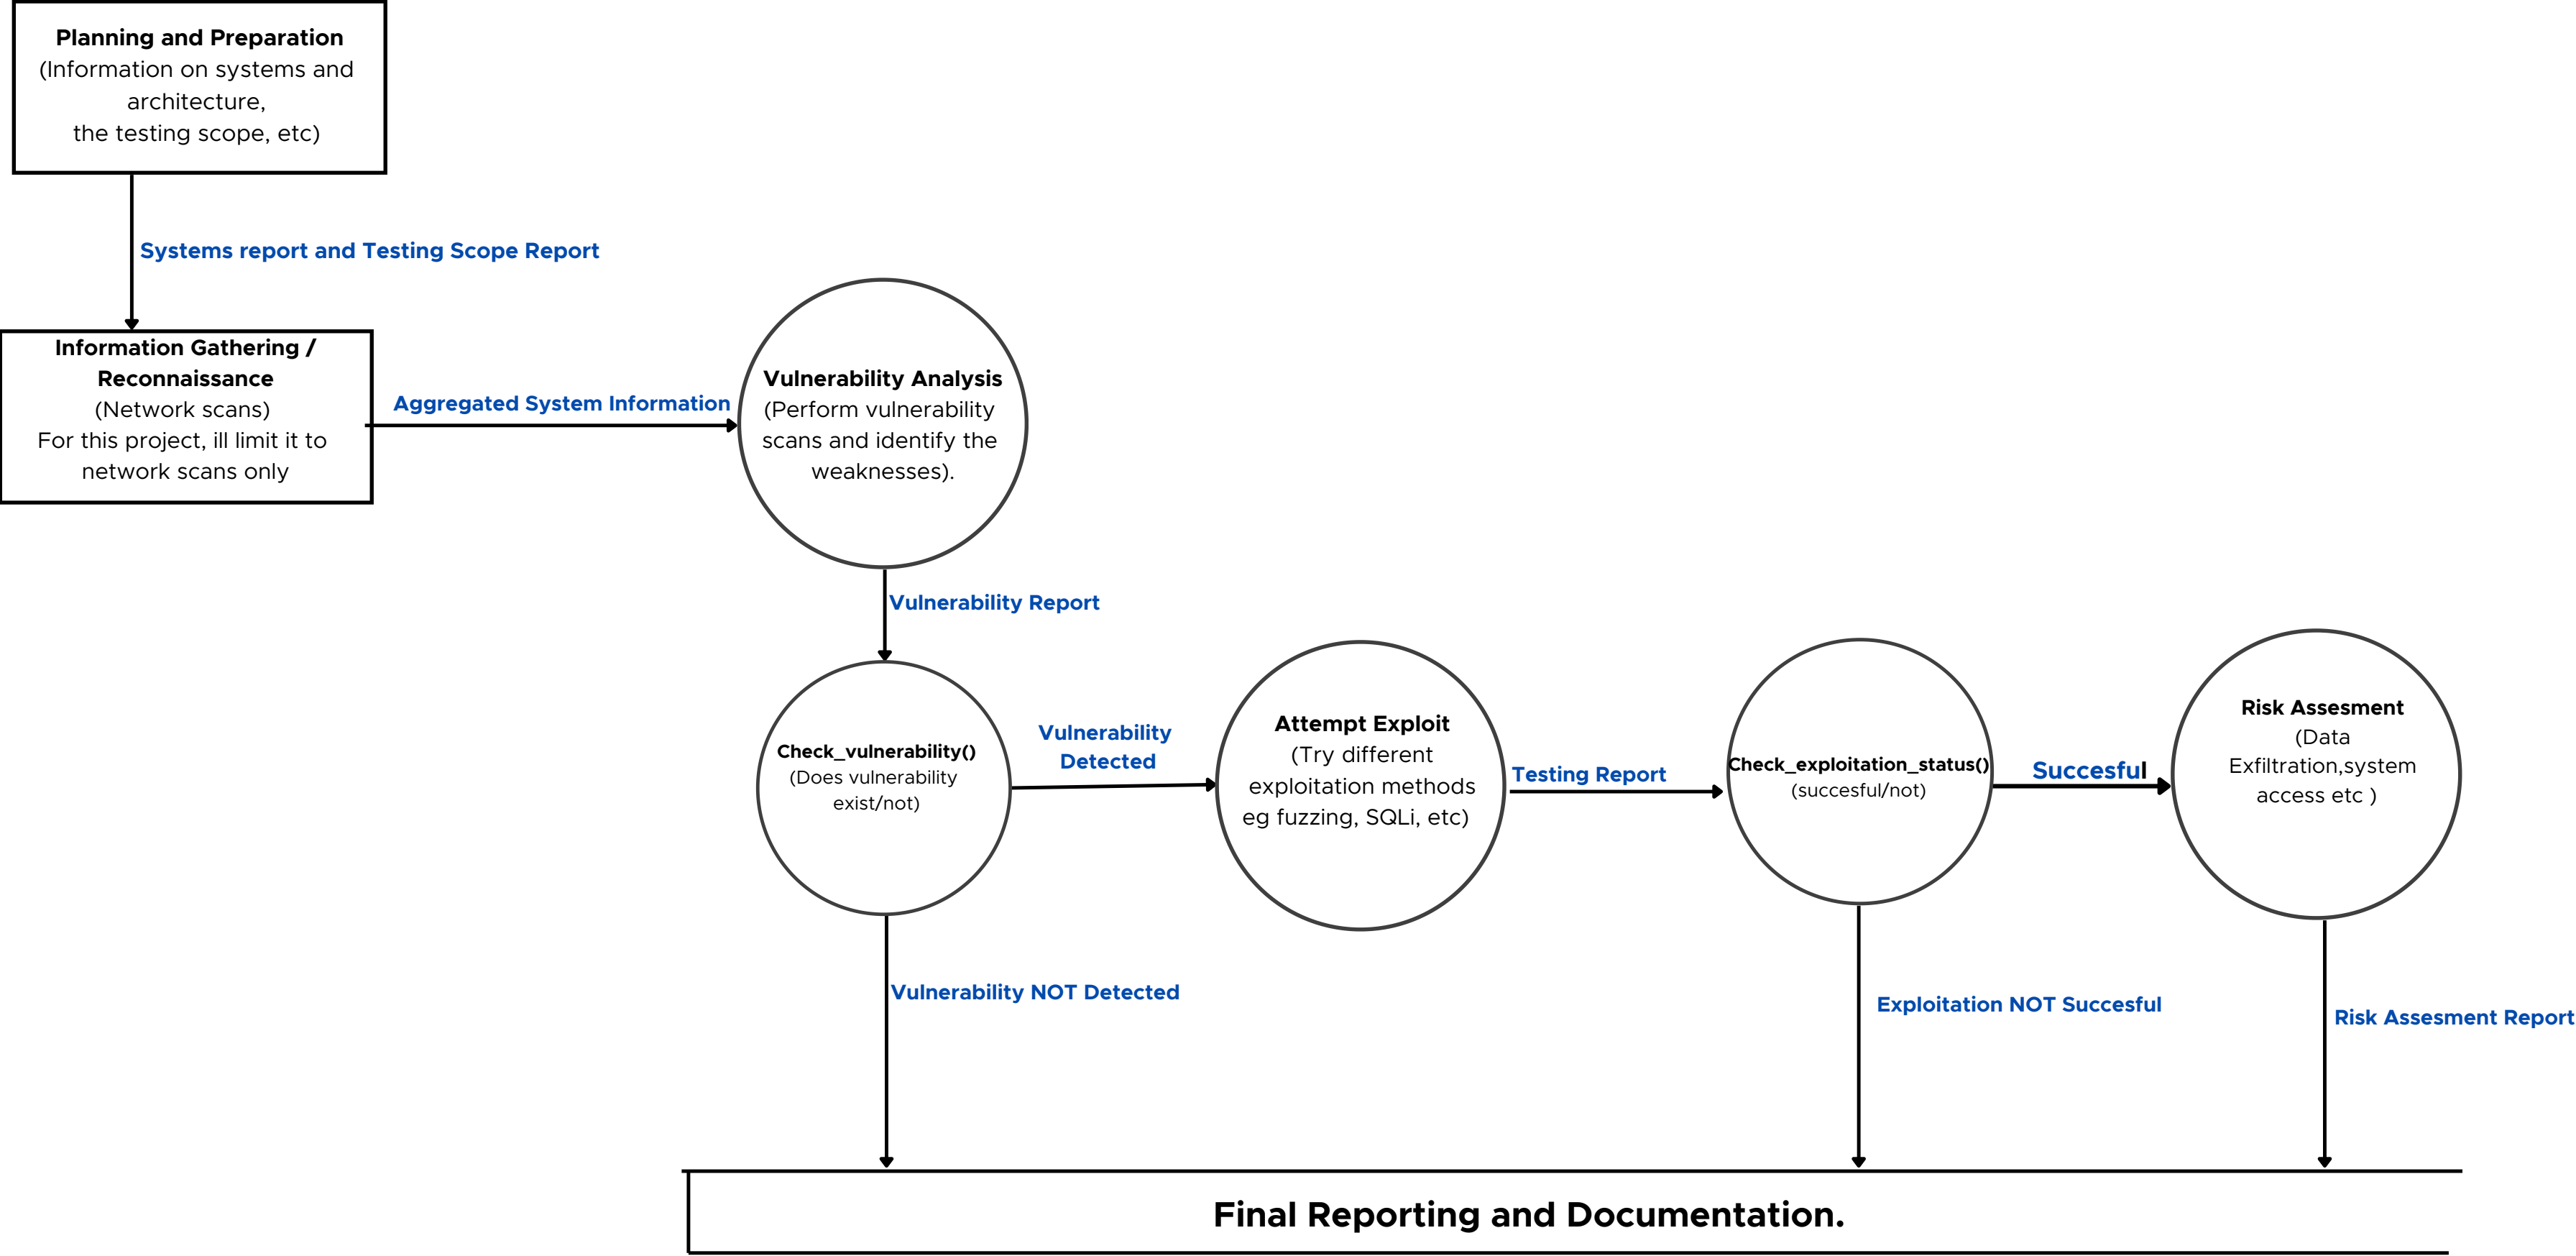 Planning and Preparation
(Information on systems and
architecture,
the testing scope, etc)
Systems report and Testing Scope Report
Information Gathering /
Reconnaissance
(Network scans)
For this project, ill limit it to
network scans only
Aggregated System Information
Vulnerability Analysis
(Perform vulnerability
scans and identify the
weaknesses).
Vulnerability Report
Check_vulnerability()
(Does vulnerability
exist/not)
Vulnerability
Detected
Attempt Exploit
(Try different
exploitation methods
eg fuzzing, SQLi, etc)
Testing Report
Check_exploitation_status()
(succesful/not)
Succesful
Risk Assesment
(Data
Exfiltration,system
access etc )
Vulnerability NOT Detected
Exploitation NOT Succesful
Risk Assesment Report
Final Reporting and Documentation.